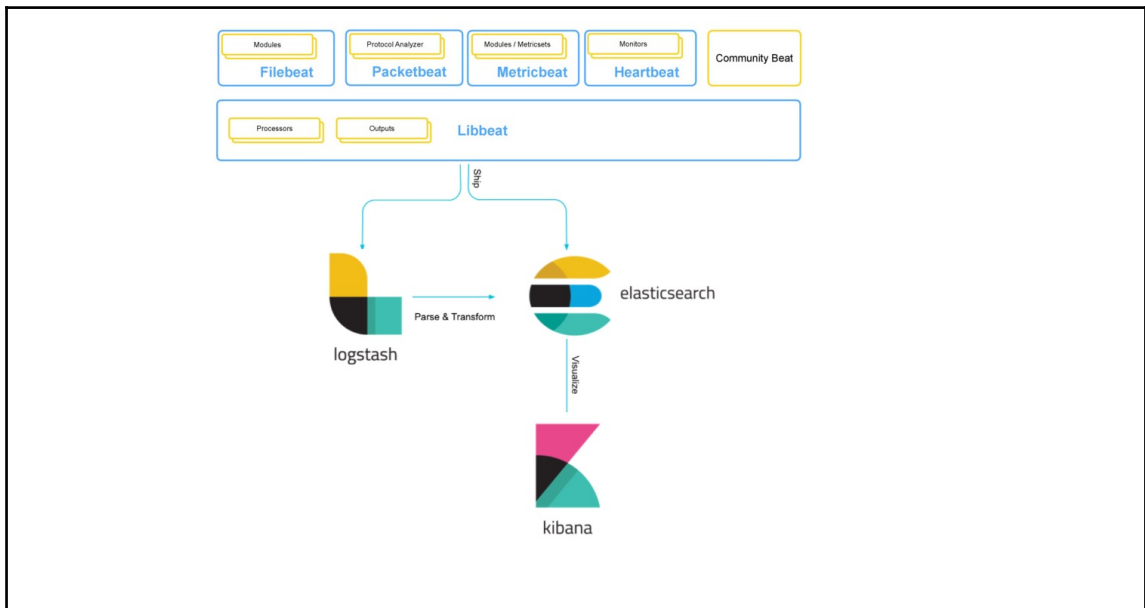 Modules
Filebeat
Protocol Analyzer
Packetbeat
Modules / Metricsets
Metricbeat
Monitors
Heartbeat
Community Beat
Processors
Outputs
Libbeat
Ship
elasticsearch
Parse & Transform
logstash
Visualize
kibana